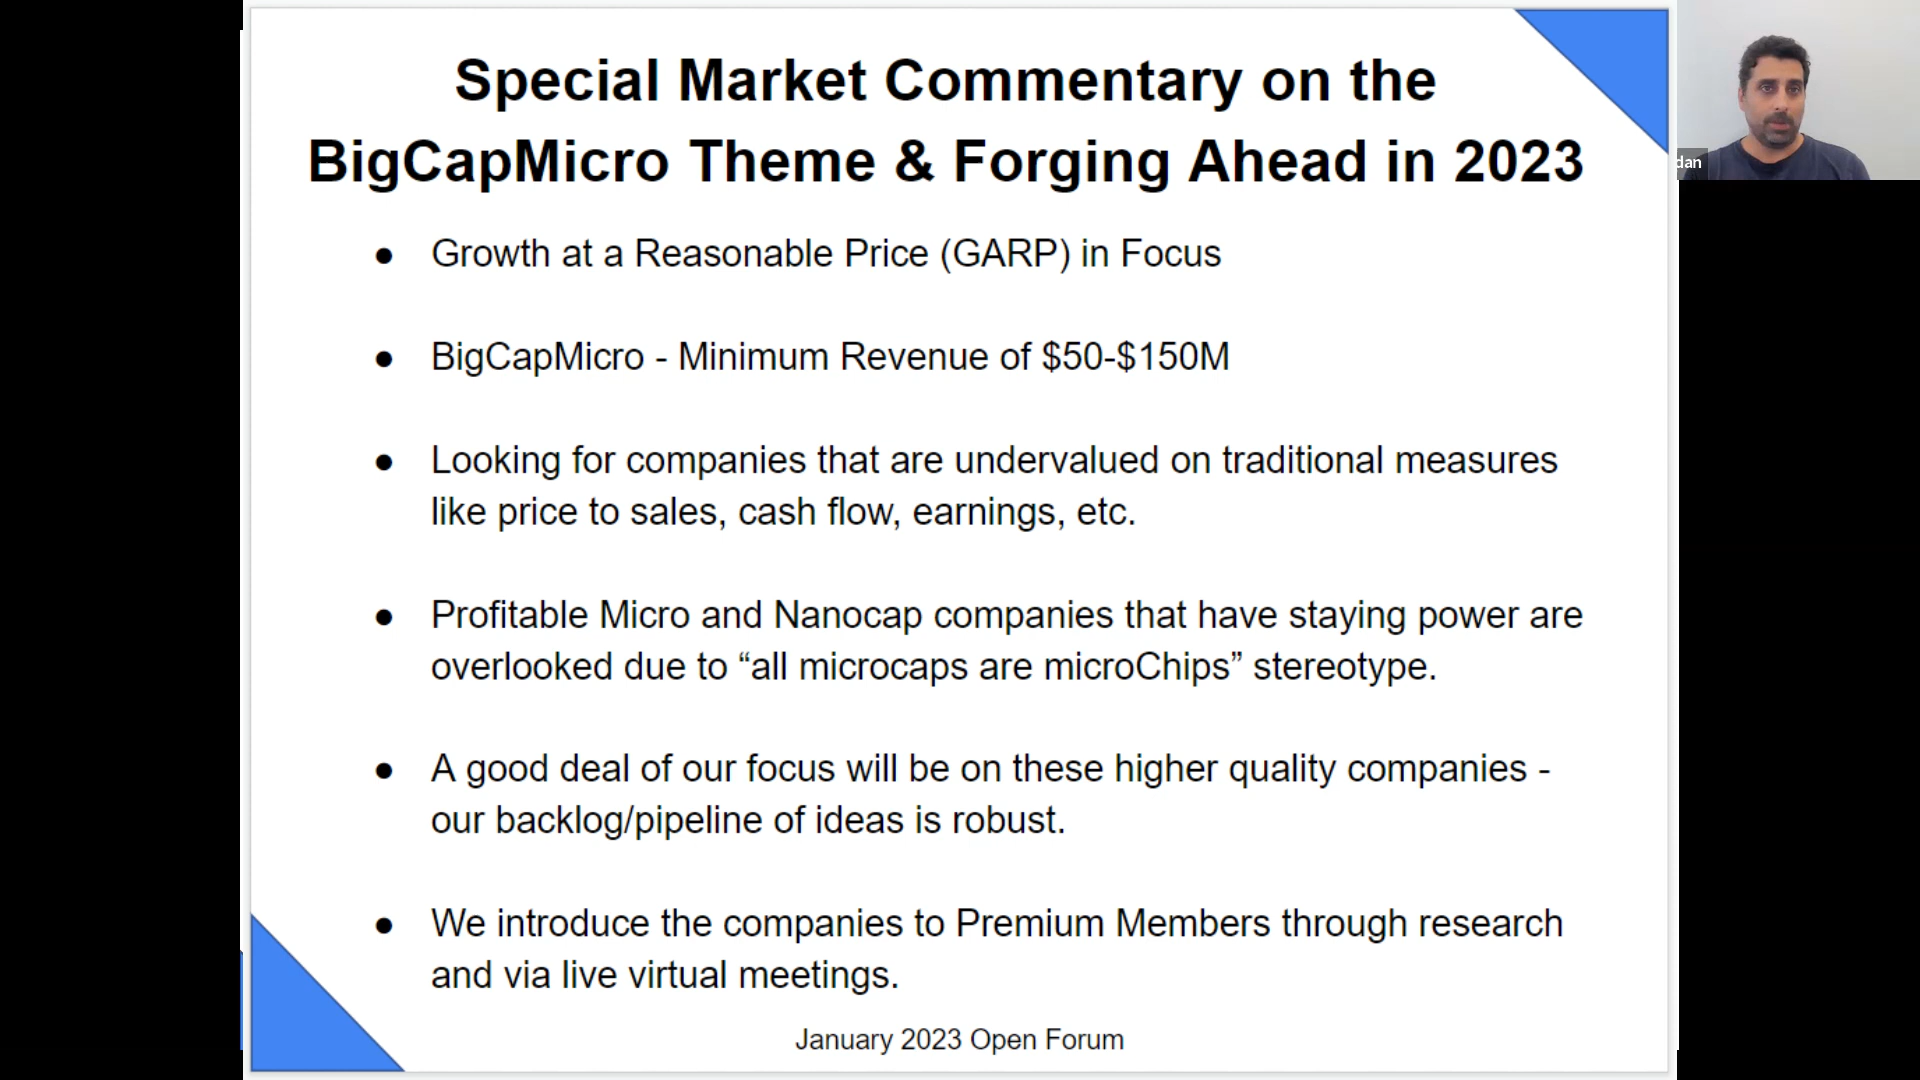 Special Market Commentary on the
BigCapMicro Theme & Forging Ahead in 2023
● Growth at a Reasonable Price (GARP) in Focus
● BigCapMicro - Minimum Revenue of $50-$150M
● Looking for companies that are undervalued on traditional measures
like price to sales, cash flow, earnings, etc.
● Profitable Micro and Nanocap companies that have staying power are
overlooked due to “all microcaps are microChips” stereotype.
● A good deal of our focus will be on these higher quality companies -
our backlog/pipeline of ideas is robust.
● We introduce the companies to Premium Members through research
and via live virtual meetings.
January 2023 Open Forum
dan